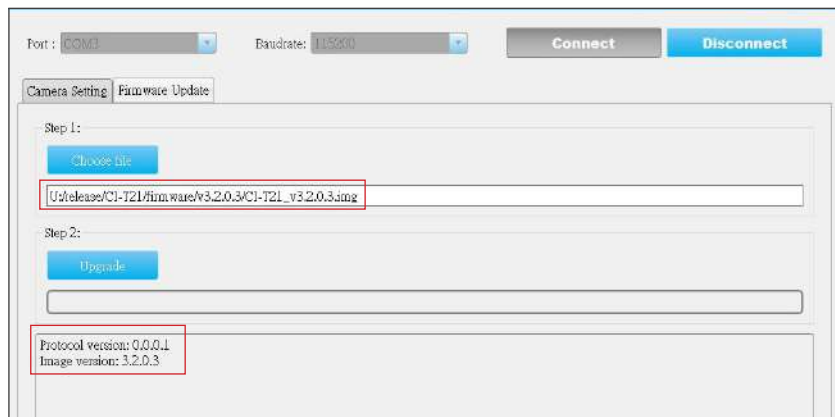 Port : COM3 Baudrate: 115200 Connect Disconnect
Camera Setting Firmware Update
Step 1:
Choose file
U:/release/CI-T21/firmware/v3.2.0.3/CI-T21_v3.2.0.3.img
Step 2:
Upgrade
Protocol version: 0.0.0.1
Image version: 3.2.0.3